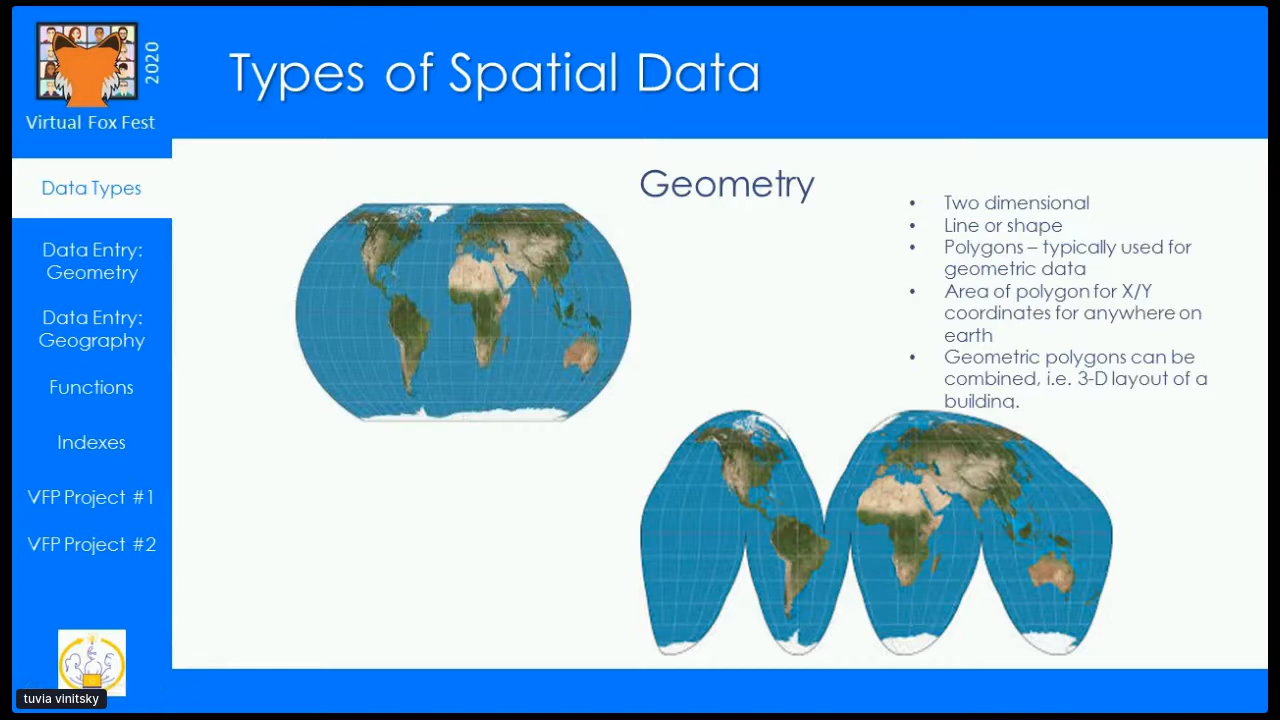 2020
Virtual Fox Fest
Types of Spatial Data
Data Types
Data Entry:
Geometry
Data Entry:
Geography
Functions
Indexes
VFP Project #1
VFP Project #2
tuvia vinitsky
Geometry
• Two dimensional
• Line or shape
• Polygons – typically used for
geometric data
• Area of polygon for X/Y
coordinates for anywhere on
earth
• Geometric polygons can be
combined, i.e. 3-D layout of a
building.